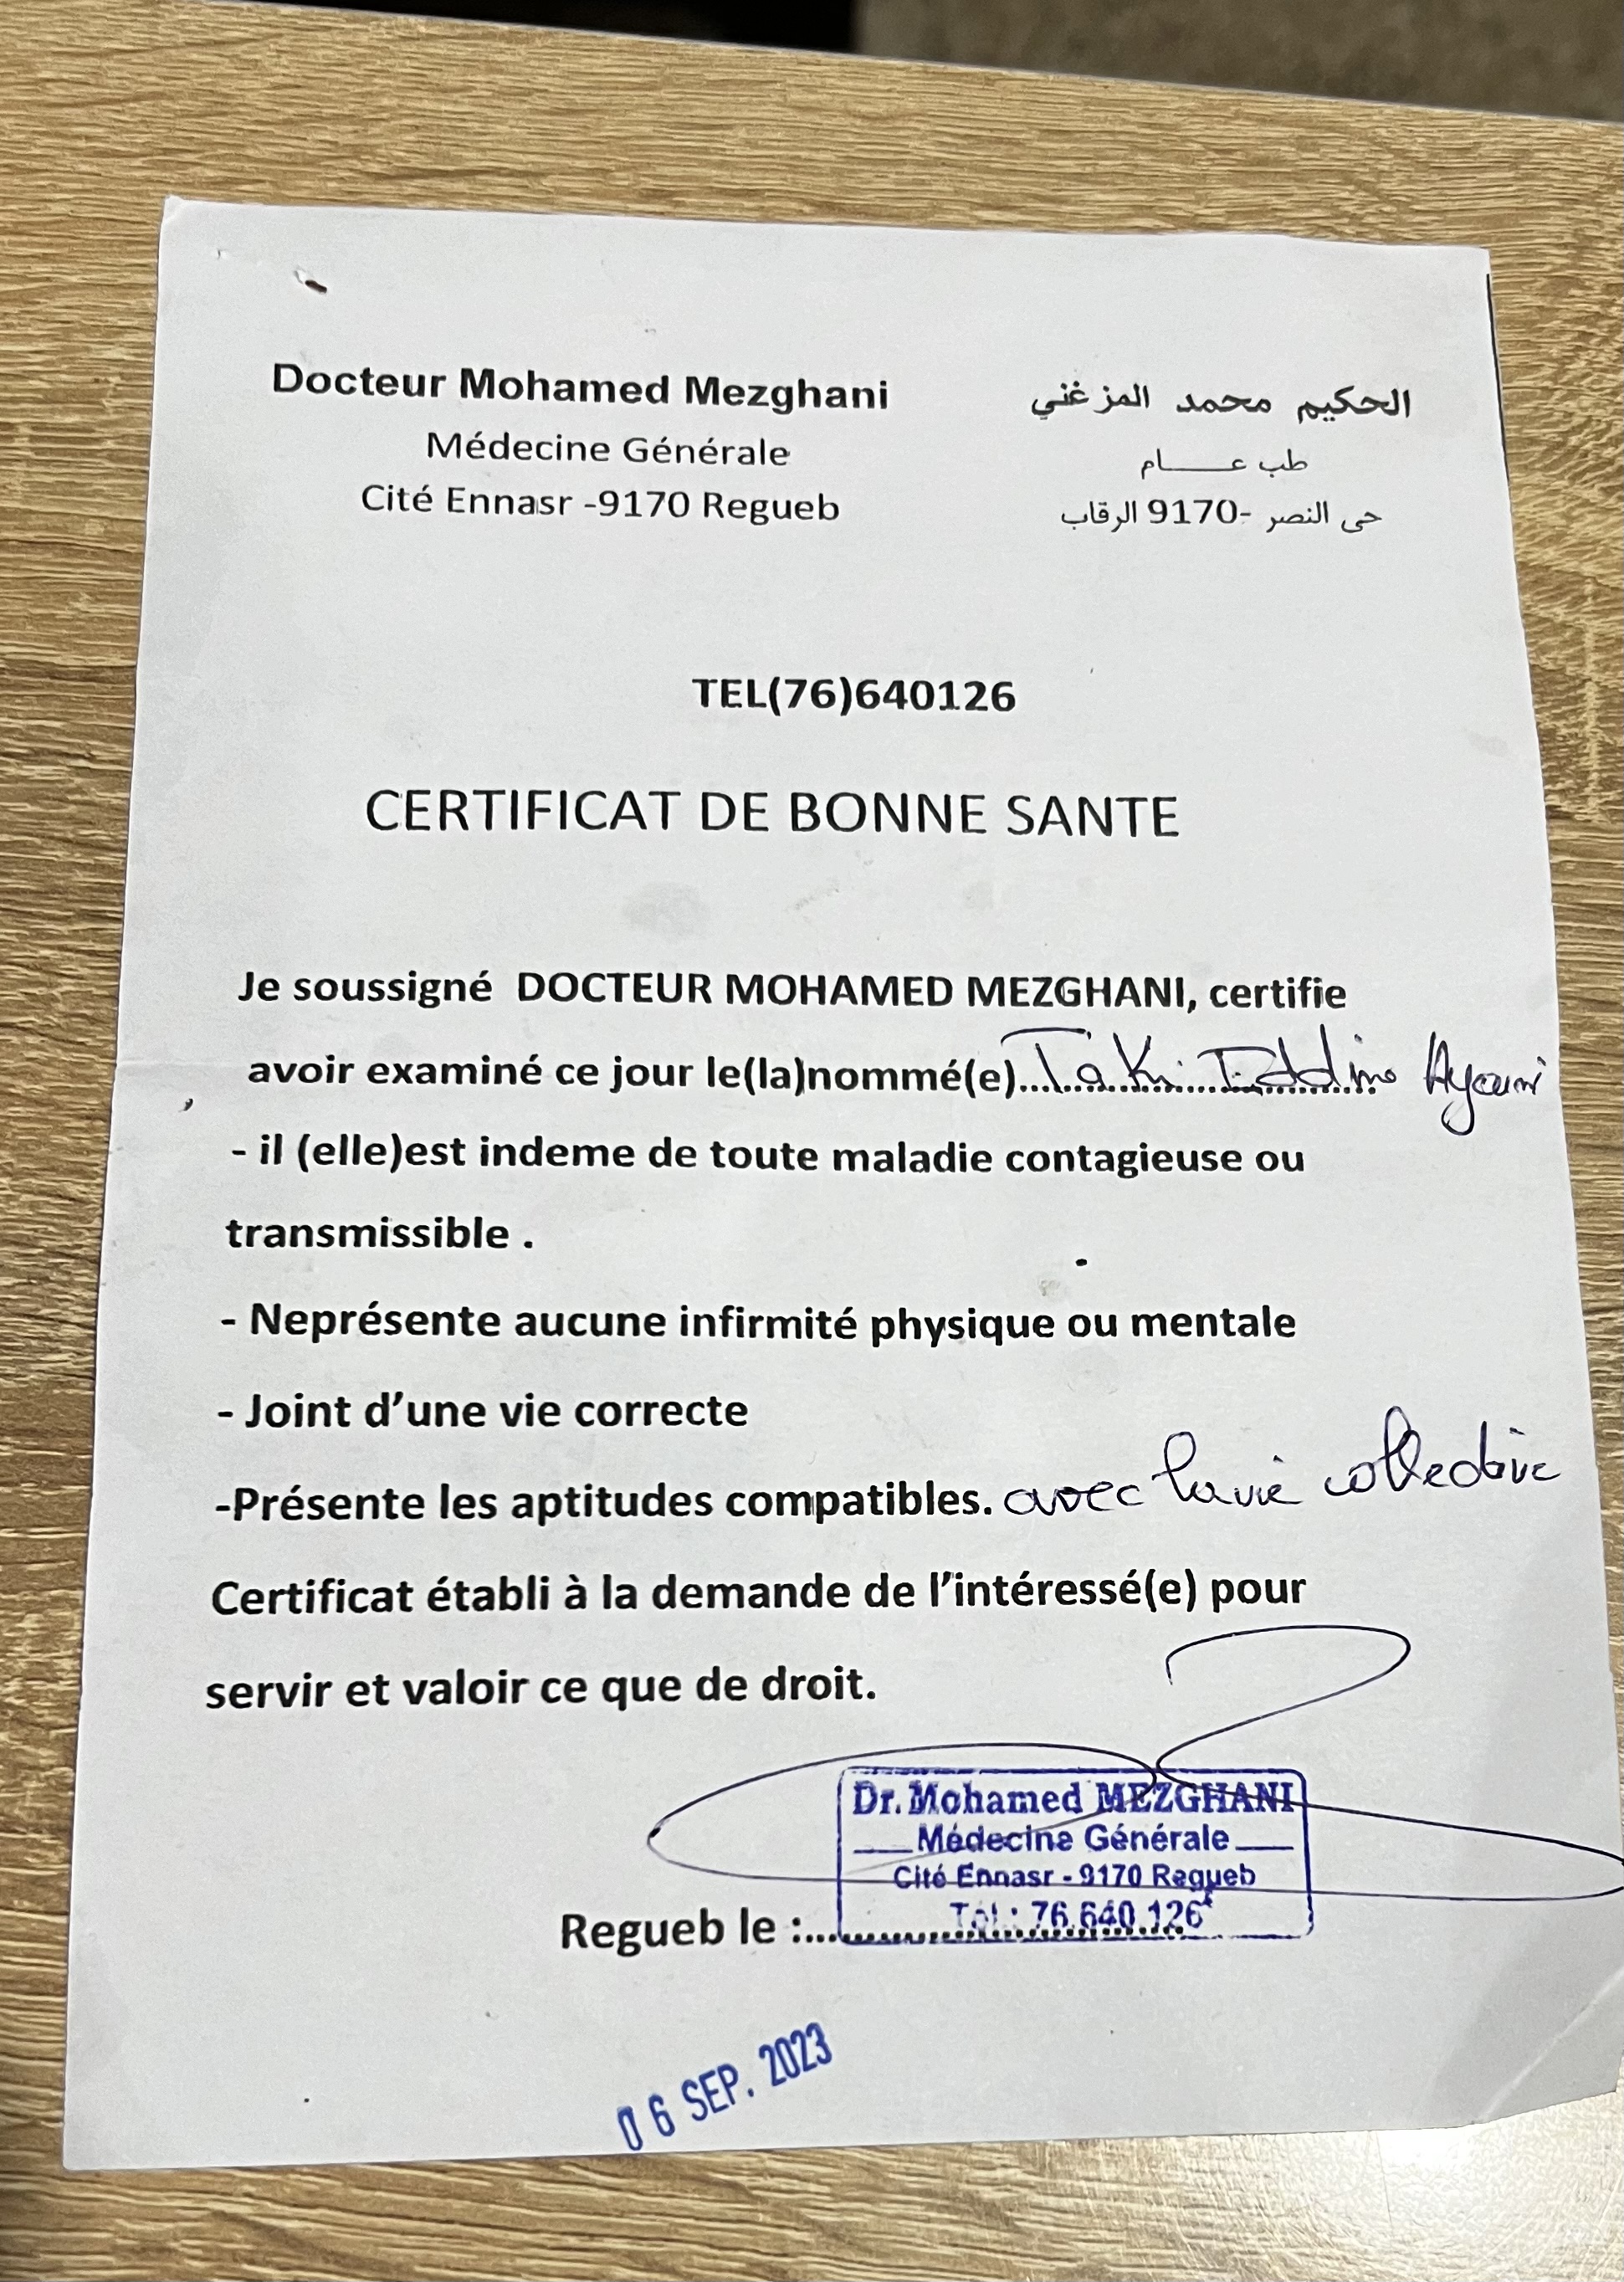 Docteur Mohamed Mezghani
Médecine Générale
Cité Ennasr -9170 Regueb
الحكيم محمد المزغني
طب عـــــام
حى النصر -9170 الرقاب
TEL(76)640126
CERTIFICAT DE BONNE SANTE
Je soussigné DOCTEUR MOHAMED MEZGHANI, certifie
avoir examiné ce jour le(la)nommé(e)...Taki Eddine Ayouni
- il (elle)est indeme de toute maladie contagieuse ou
transmissible .
- Neprésente aucune infirmité physique ou mentale
- Joint d’une vie correcte
-Présente les aptitudes compatibles. avec la vie collective
Certificat établi à la demande de l’intéressé(e) pour
servir et valoir ce que de droit.
Dr. Mohamed MEZGHANI
Médecine Générale
Cité Ennasr - 9170 Regueb
Tél : 76.640.126
Regueb le :....................................
06 SEP. 2023